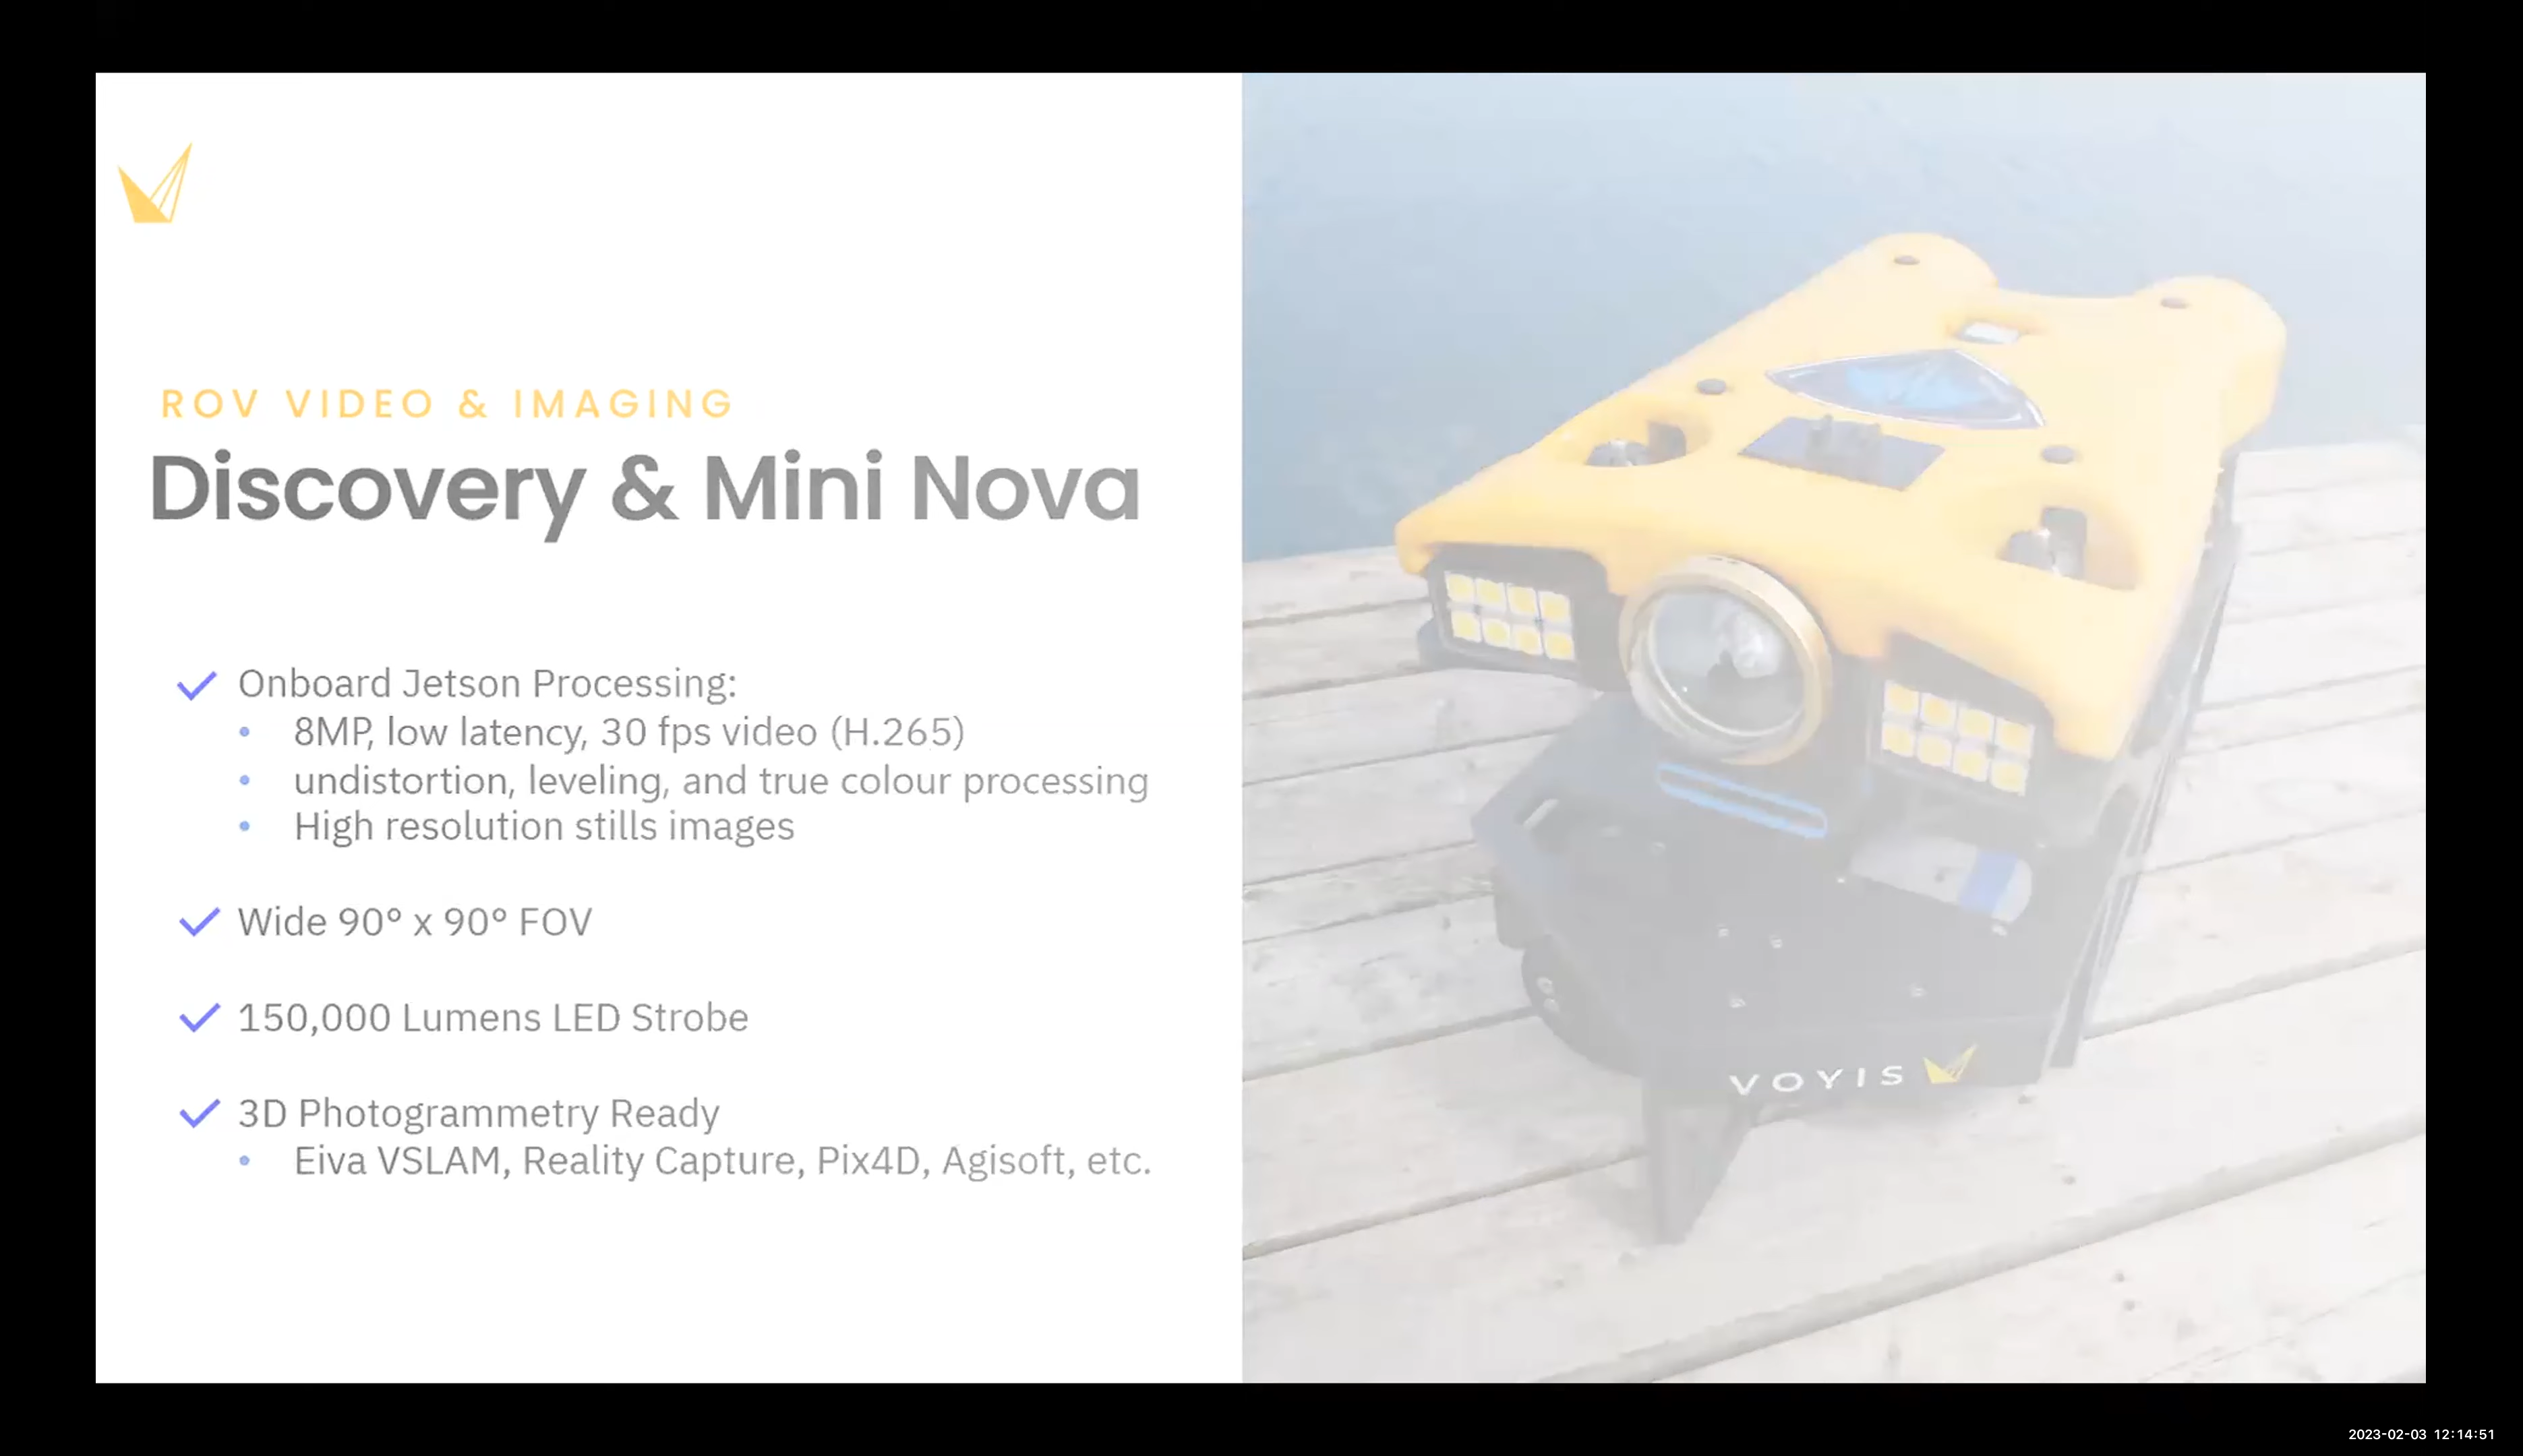 ROV VIDEO & IMAGING
Discovery & Mini Nova
Onboard Jetson Processing:
8MP, low latency, 30 fps video (H.265)
undistortion, leveling, and true colour processing
High resolution stills images
Wide 90° x 90° FOV
150,000 Lumens LED Strobe
3D Photogrammetry Ready
Eiva VSLAM, Reality Capture, Pix4D, Agisoft, etc.
VOYIS
2023-02-03 12:14:51